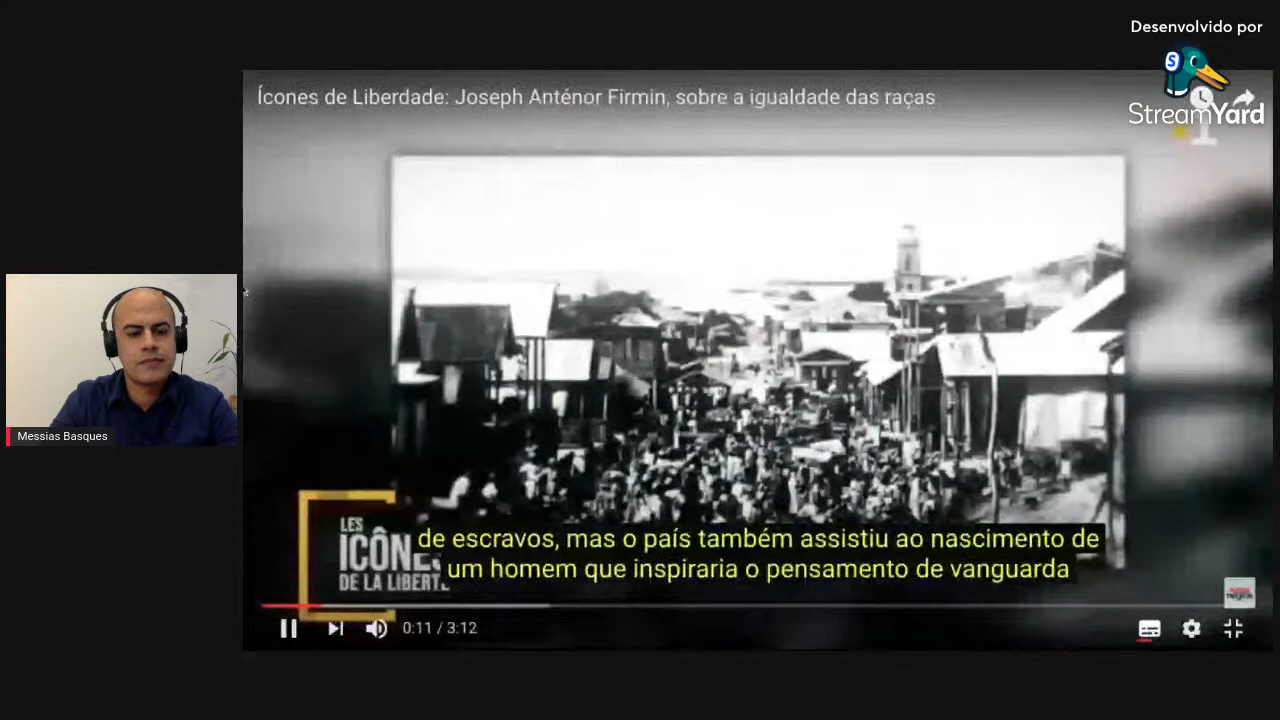 Desenvolvido por
StreamYard
Ícones de Liberdade: Joseph Anténor Firmin, sobre a igualdade das raças
Messias Basques
LES
ICÔNES
DE LA LIBERTÉ
de escravos, mas o país também assistiu ao nascimento de
um homem que inspiraria o pensamento de vanguarda
0:11 / 3:12